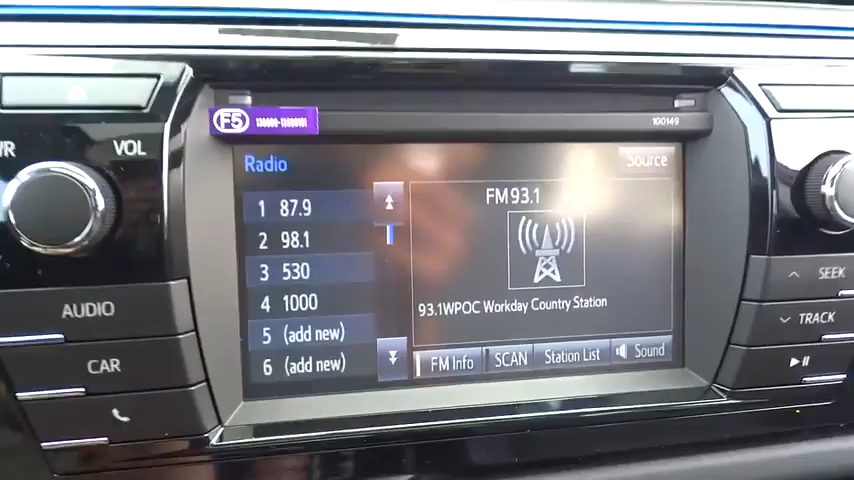 F5
100149
WR
VOL
Radio
Source
1 87.9
FM 93.1
2 98.1
3 530
4 1000
93.1WPOC Workday Country Station
5 (add new)
6 (add new)
FM Info
SCAN
Station List
Sound
AUDIO
CAR
SEEK
TRACK